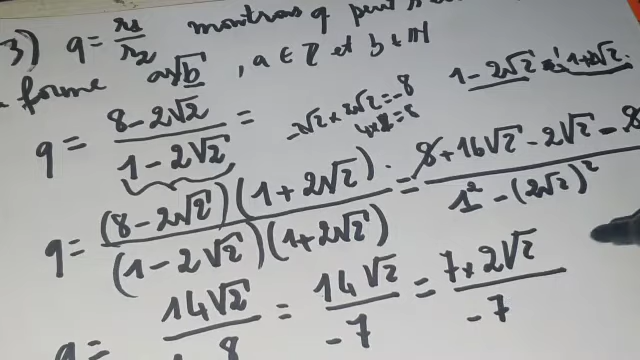 3) q = r1/r2 montrons q peut
forme a√b, a ∈ ℤ et b ∈ ℕ
1 - 2√2 1 + 2√2.
q = (8 - 2√2)/(1 - 2√2) =
-2√2 × 2√2 = -8
4×2 = 8
q = (8 - 2√2)(1 + 2√2)/(1 - 2√2)(1 + 2√2) = (8 + 16√2 - 2√2 - 8)/(1² - (2√2)²)
q = 14√2/1 - 8 = 14√2/-7 = 7 × 2√2/-7